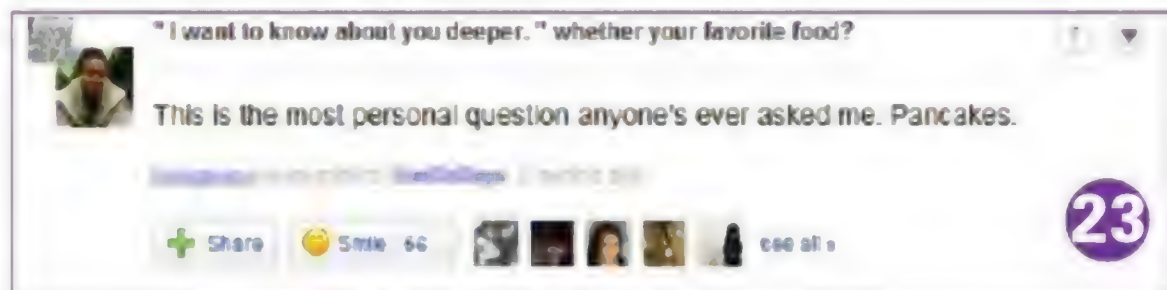 " I want to know about you deeper. " whether your favorite food?
This is the most personal question anyone's ever asked me. Pancakes.
Share Smile 66 see all »
23